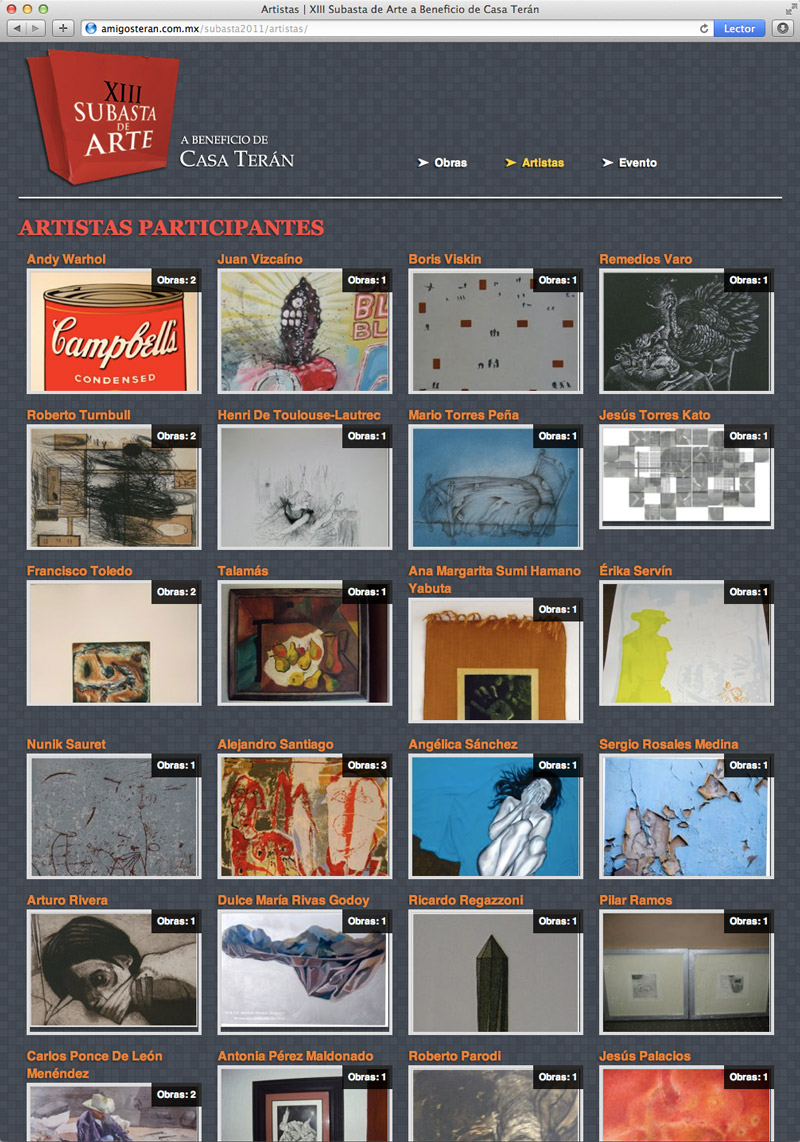 Artistas | XIII Subasta de Arte a Beneficio de Casa Terán
amigosteran.com.mx/subasta2011/artistas/
Lector
XIII
SUBASTA
DE
ARTE
A BENEFICIO DE
CASA TERÁN
Obras
Artistas
Evento
ARTISTAS PARTICIPANTES
Andy Warhol
Obras: 2
Campbell's
CONDENSED
Juan Vizcaíno
Obras: 1
BL
BL
Boris Viskin
Obras: 1
Remedios Varo
Obras: 1
Roberto Turnbull
Obras: 2
Henri De Toulouse-Lautrec
Obras: 1
Mario Torres Peña
Obras: 1
Jesús Torres Kato
Obras: 1
Francisco Toledo
Obras: 2
Talamás
Obras: 1
Ana Margarita Sumi Hamano
Yabuta
Obras: 1
Érika Servín
Obras: 1
Nunik Sauret
Obras: 1
Alejandro Santiago
Obras: 3
Angélica Sánchez
Obras: 1
Sergio Rosales Medina
Obras: 1
Arturo Rivera
Obras: 1
Dulce María Rivas Godoy
Obras: 1
Ricardo Regazzoni
Obras: 1
Pilar Ramos
Obras: 1
Carlos Ponce De León
Menéndez
Obras: 2
Antonia Pérez Maldonado
Obras: 1
Roberto Parodi
Obras: 1
Jesús Palacios
Obras: 1